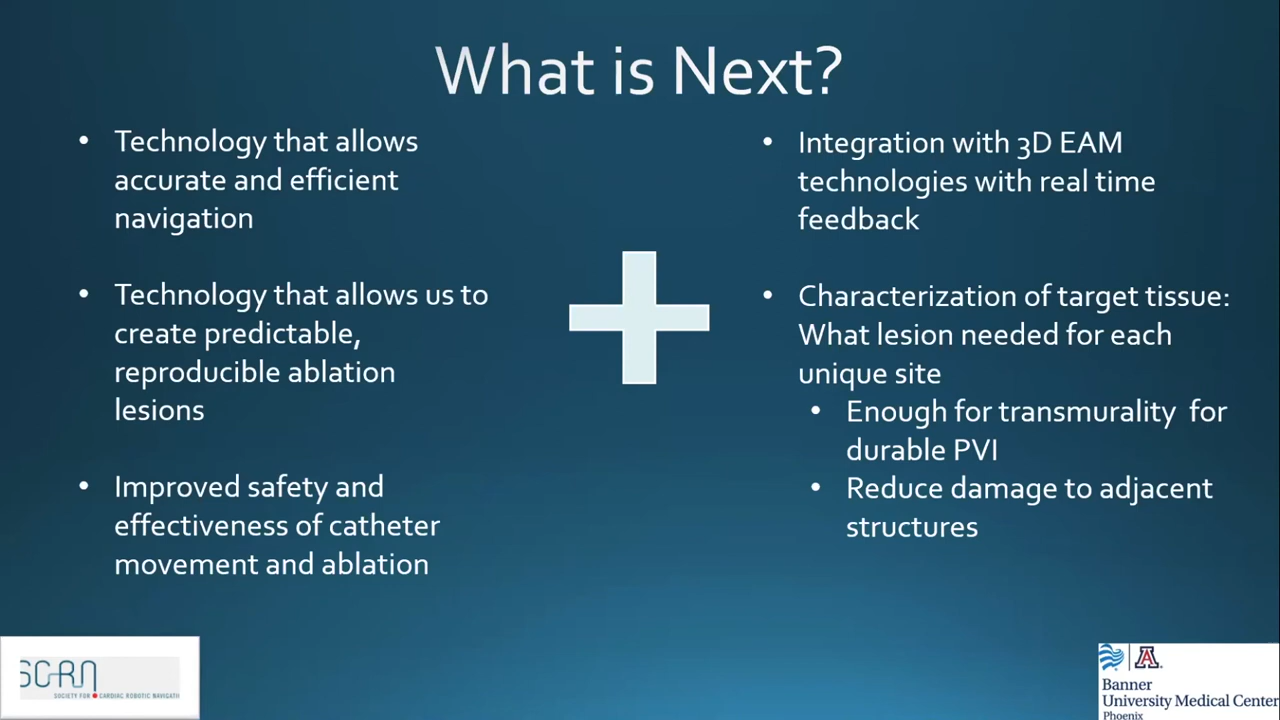 What is Next?
• Technology that allows
accurate and efficient
navigation
• Technology that allows us to
create predictable,
reproducible ablation
lesions
• Improved safety and
effectiveness of catheter
movement and ablation
• Integration with 3D EAM
technologies with real time
feedback
• Characterization of target tissue:
What lesion needed for each
unique site
• Enough for transmurality for
durable PVI
• Reduce damage to adjacent
structures
SCRN
SOCIETY FOR CARDIAC ROBOTIC NAVIGATI
A
Banner
University Medical Center
Phoenix